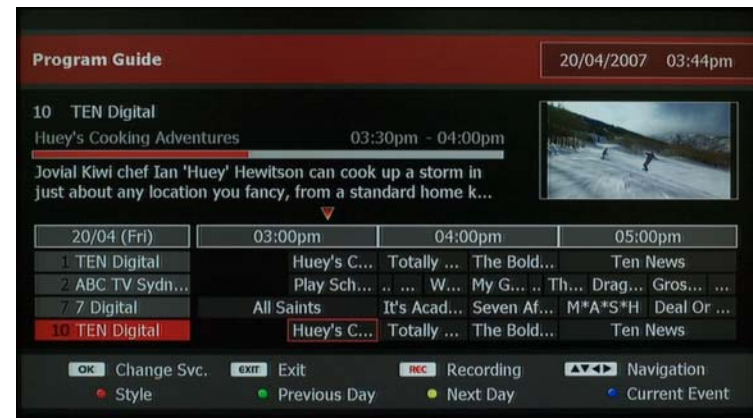 Program Guide 20/04/2007 03:44pm
10 TEN Digital
Huey's Cooking Adventures 03:30pm - 04:00pm
Jovial Kiwi chef Ian 'Huey' Hewitson can cook up a storm in
just about any location you fancy, from a standard home k...
20/04 (Fri) 03:00pm 04:00pm 05:00pm
1 TEN Digital Huey's C... Totally ... The Bold... Ten News
2 ABC TV Sydn... Play Sch... .. ... W... My G... .. Th... Drag... Gros... ...
7 7 Digital All Saints It's Acad... Seven Af... M*A*S*H Deal Or ...
10 TEN Digital Huey's C... Totally ... The Bold... Ten News
OK Change Svc. EXIT Exit REC Recording ▲▼◀▶ Navigation
Style Previous Day Next Day Current Event